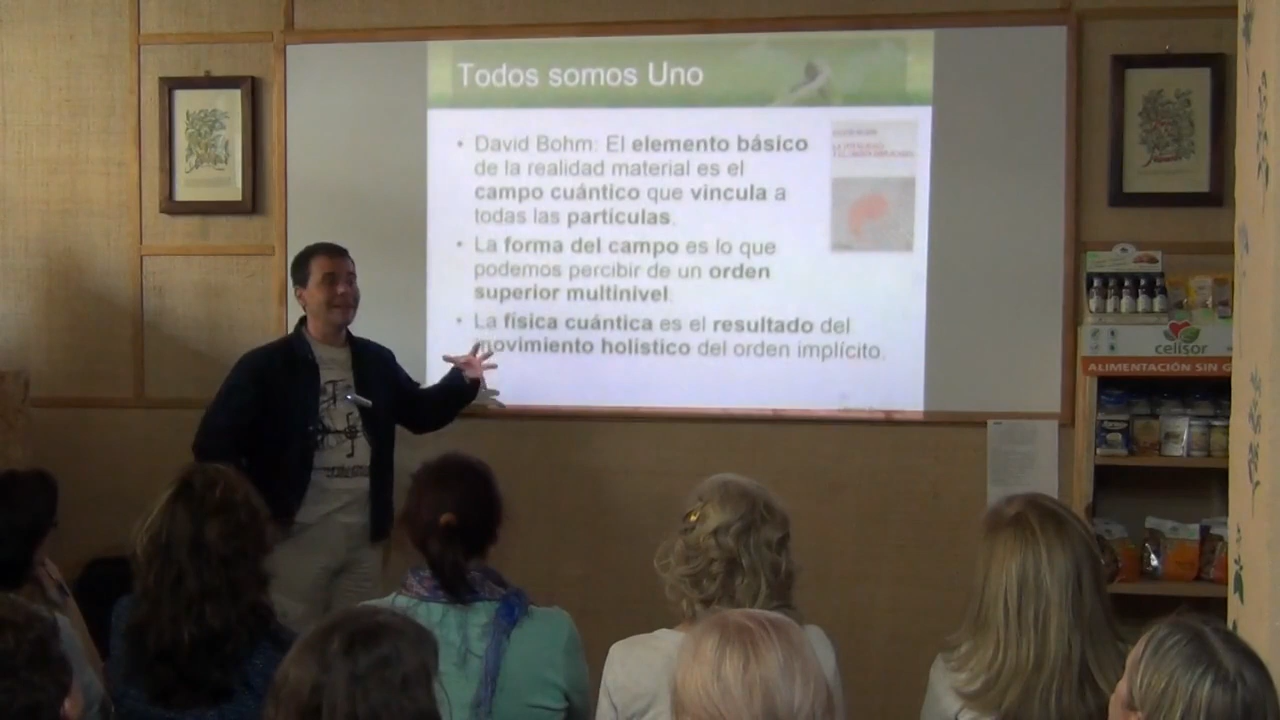 Todos somos Uno
• David Bohm: El elemento básico
de la realidad material es el
campo cuántico que vincula a
todas las partículas.
• La forma del campo es lo que
podemos percibir de un orden
superior multinivel.
• La física cuántica es el resultado del
movimiento holístico del orden implícito.
celisor
ALIMENTACIÓN SIN G